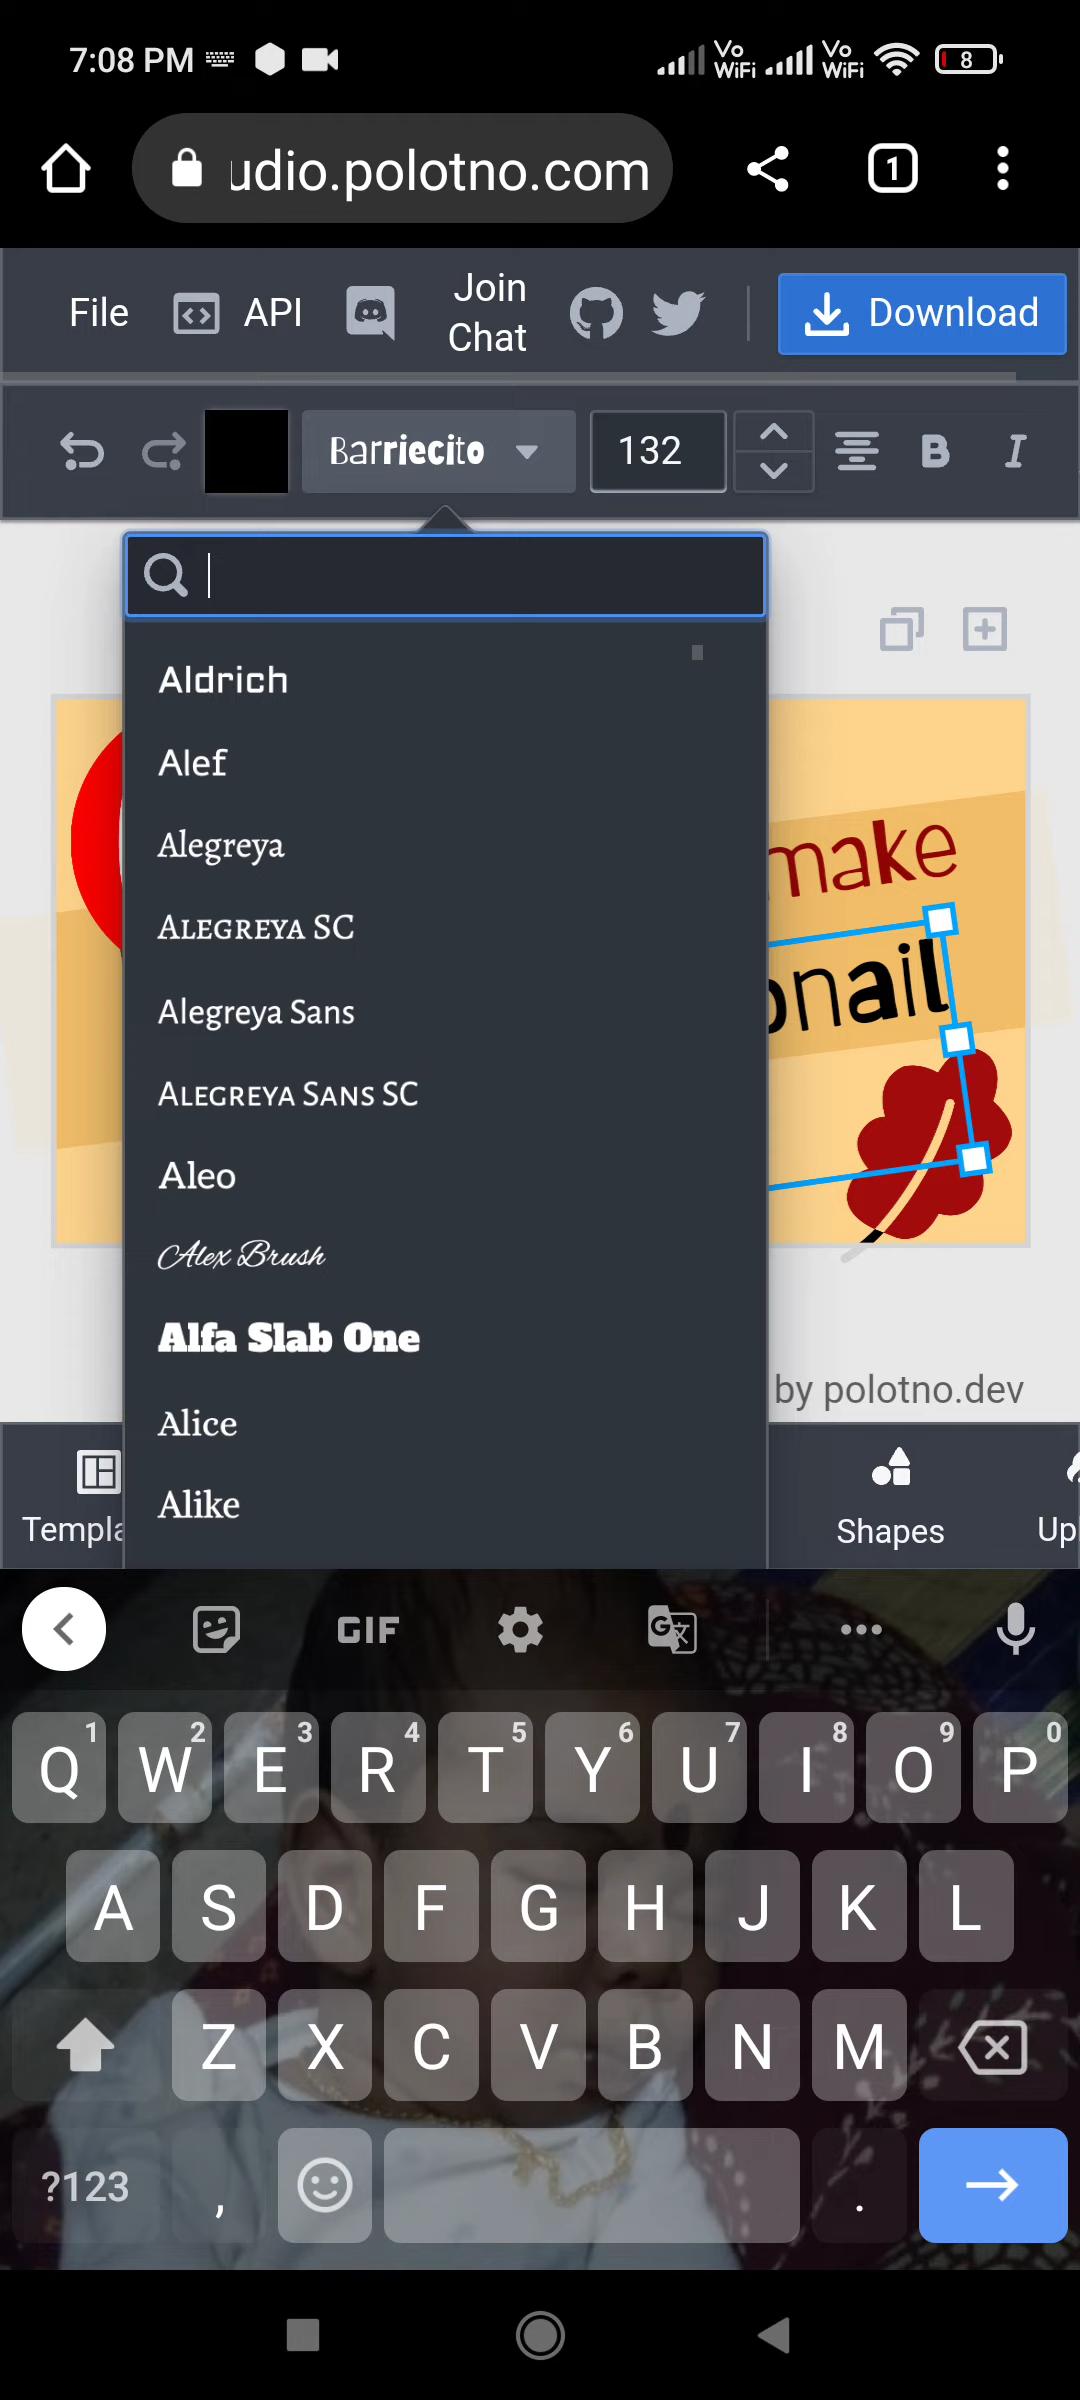 7:08 PM
Vo WiFi Vo WiFi 8
udio.polotno.com
1
File API Join Chat Download
Barriecito 132 B I
Aldrich
Alef
Alegreya
Alegreya SC
Alegreya Sans
Alegreya Sans SC
Aleo
Alex Brush
Alfa Slab One
Alice
Alike
make
nail
by polotno.dev
Templa Shapes Upl
GIF G
1 2 3 4 5 6 7 8 9 0
Q W E R T Y U I O P
A S D F G H J K L
Z X C V B N M
?123 , .